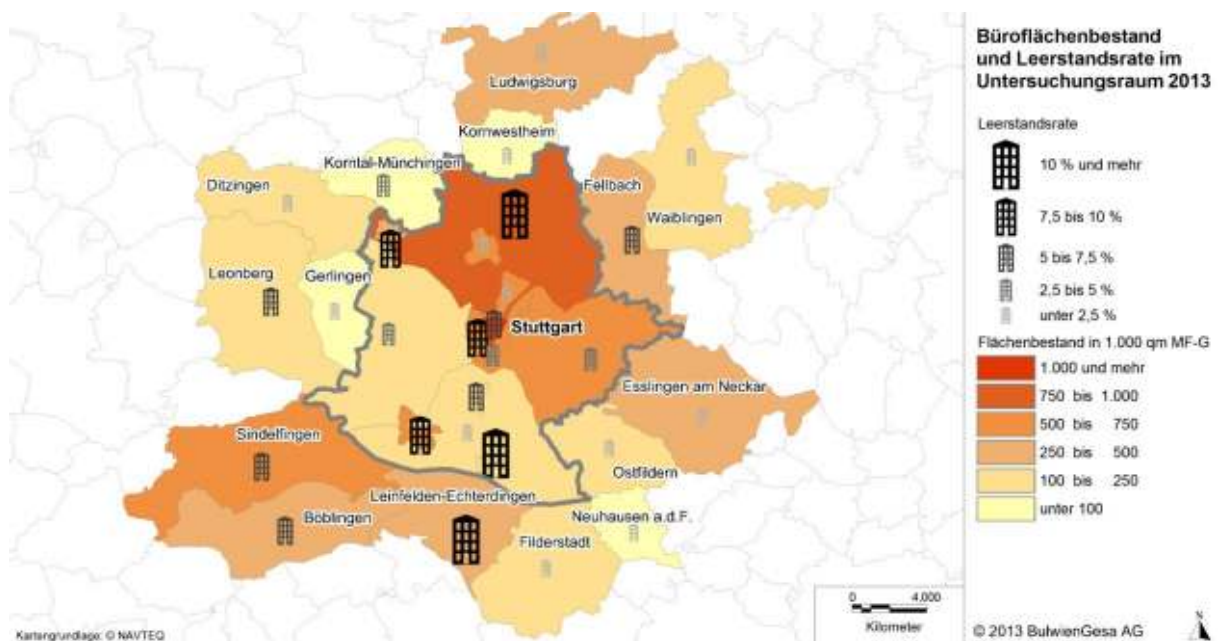 Büroflächenbestand
und Leerstandsrate im
Untersuchungsraum 2013
Leerstandsrate
10 % und mehr
7,5 bis 10 %
5 bis 7,5 %
2,5 bis 5 %
unter 2,5 %
Flächenbestand in 1.000 qm MF-G
1.000 und mehr
750 bis 1.000
500 bis 750
250 bis 500
100 bis 250
unter 100
Ludwigsburg
Kornwestheim
Korntal-Münchingen
Ditzingen
Fellbach
Waiblingen
Leonberg
Gerlingen
Stuttgart
Esslingen am Neckar
Sindelfingen
Ostfildern
Leinfelden-Echterdingen
Böblingen
Neuhausen a.d.F.
Filderstadt
0 4.000
Kilometer
N
Kartengrundlage: © NAVTEQ
© 2013 BulwienGesa AG